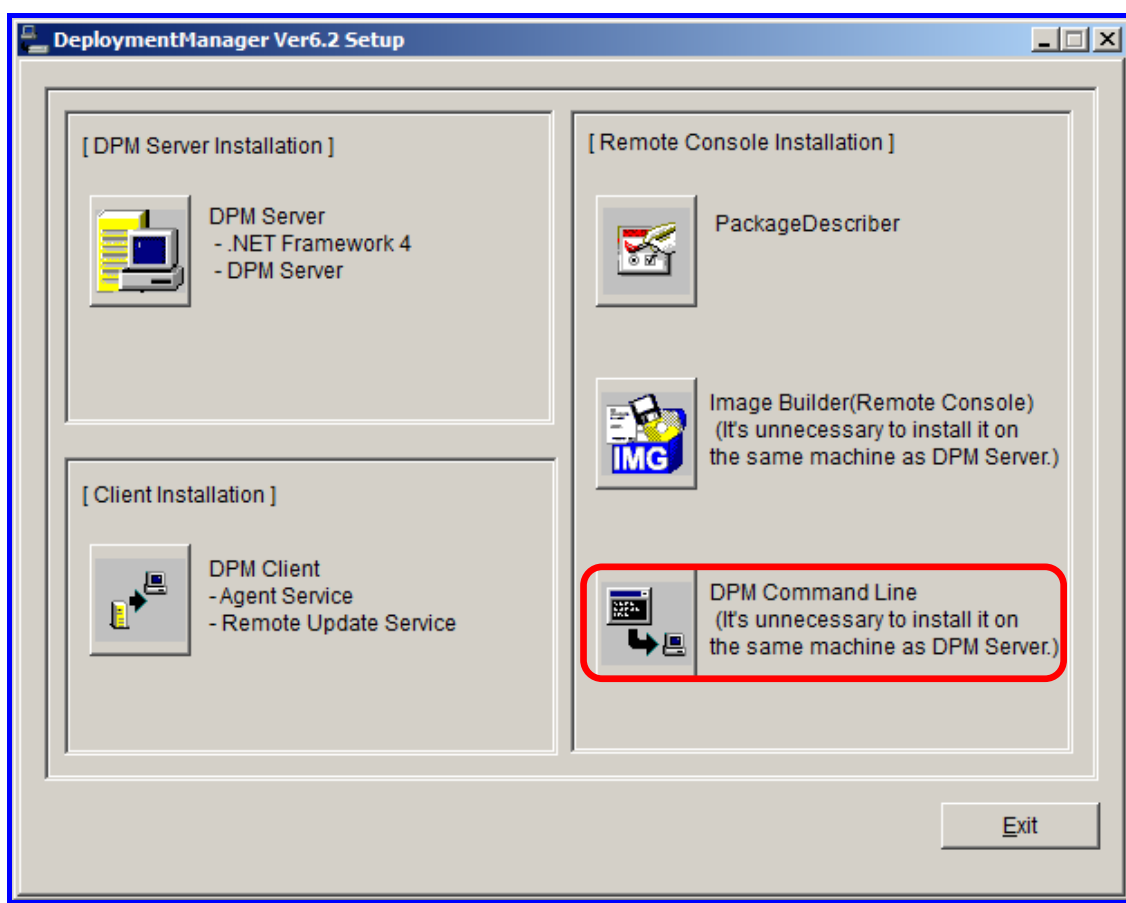 DeploymentManager Ver6.2 Setup
[ DPM Server Installation ]
DPM Server
- .NET Framework 4
- DPM Server
[ Client Installation ]
DPM Client
- Agent Service
- Remote Update Service
[ Remote Console Installation ]
PackageDescriber
IMG
Image Builder(Remote Console)
(It's unnecessary to install it on
the same machine as DPM Server.)
DPM Command Line
(It's unnecessary to install it on
the same machine as DPM Server.)
Exit